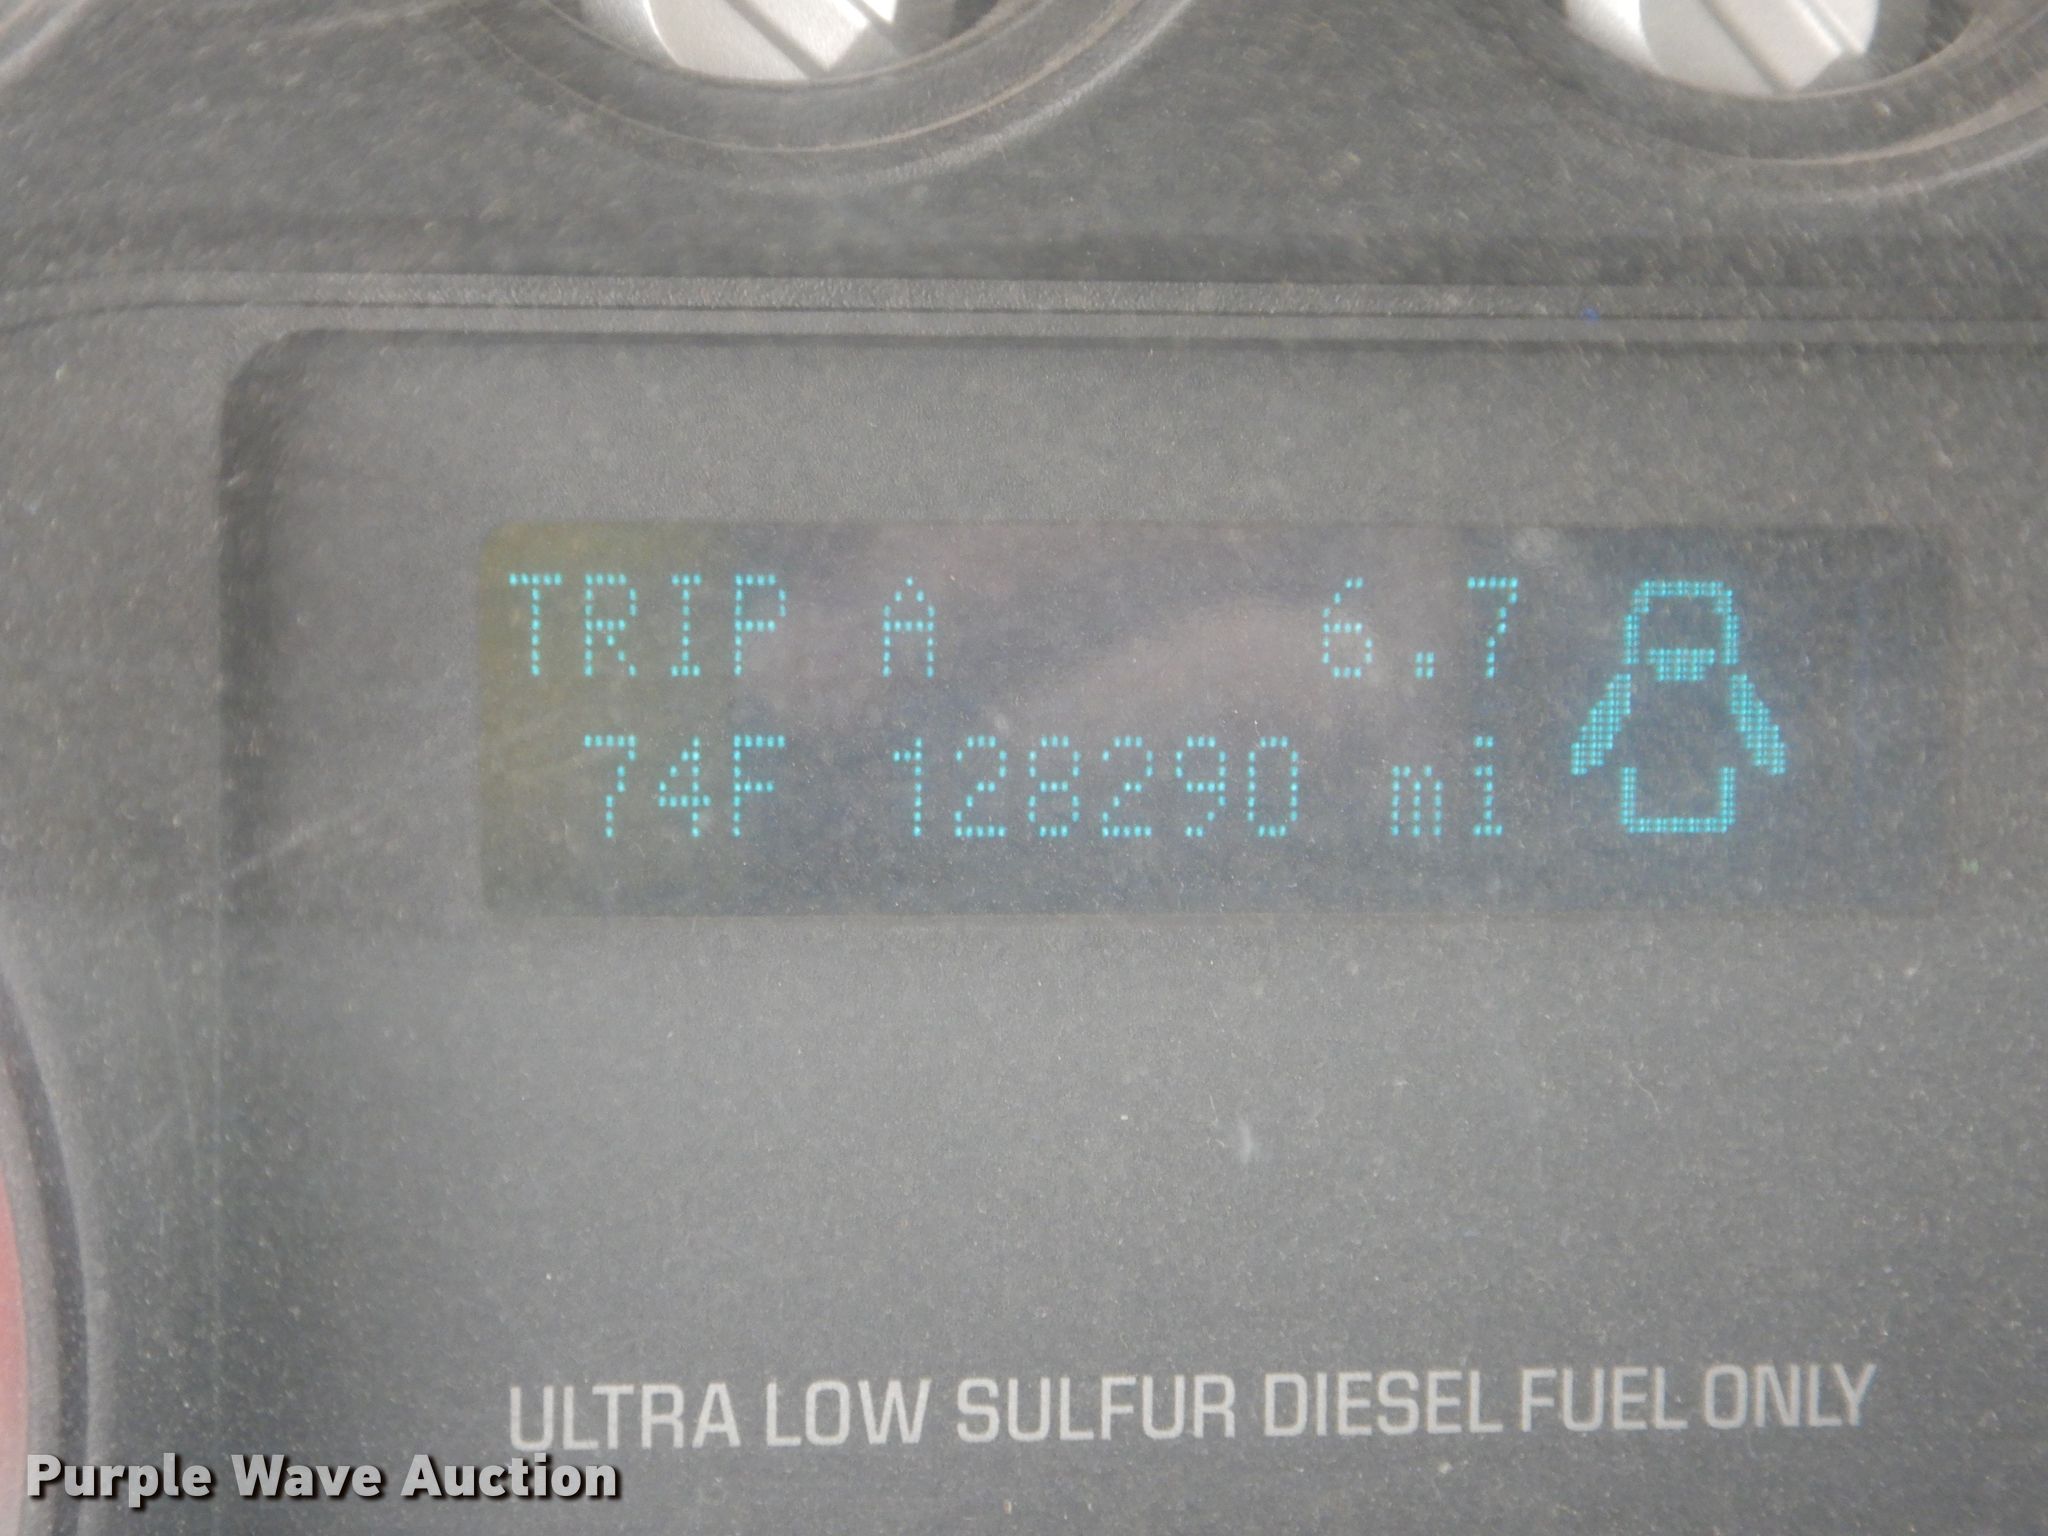 TRIP A 6.7
74F 128290 mi
ULTRA LOW SULFUR DIESEL FUEL ONLY
Purple Wave Auction